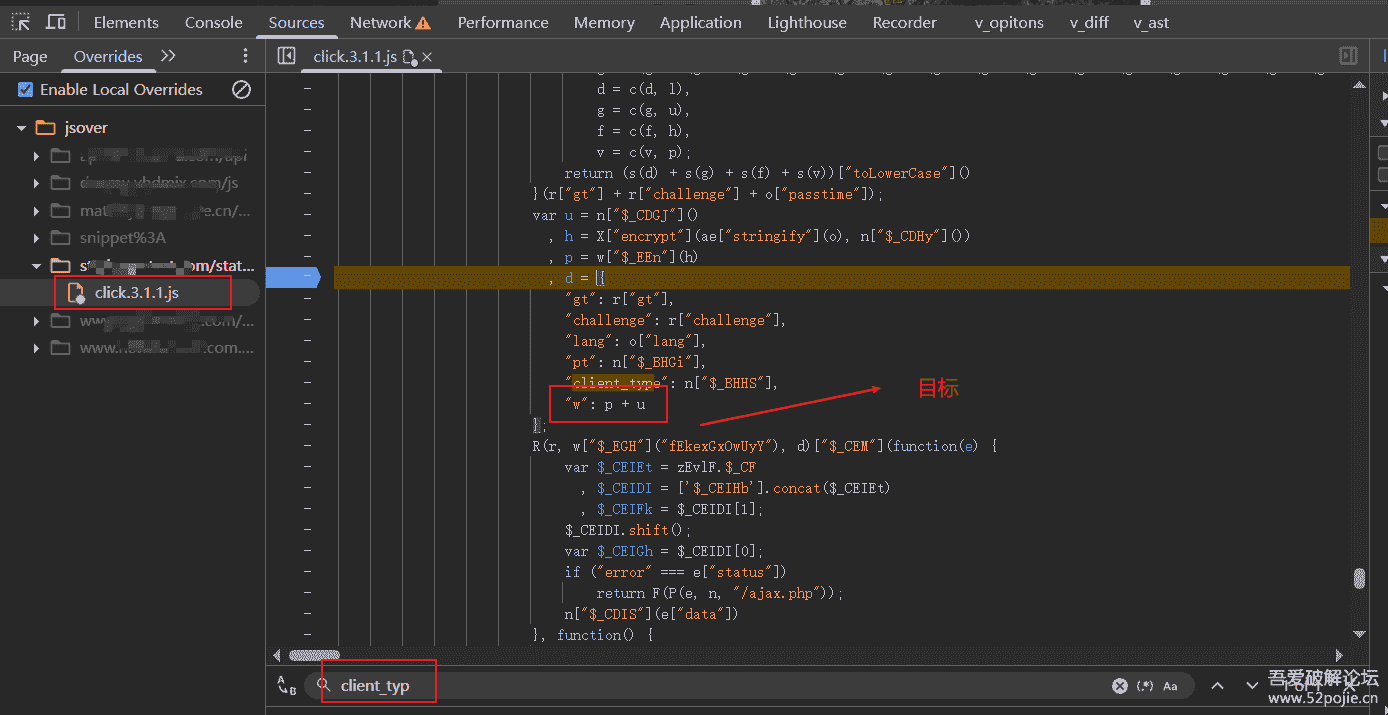 Elements Console Sources Network Performance Memory Application Lighthouse Recorder v_opitons v_diff v_ast
Page Overrides
click.3.1.1.js
Enable Local Overrides
jsover
snippet%3A
click.3.1.1.js
d = c(d, l),
g = c(g, u),
f = c(f, h),
v = c(v, p);
return (s(d) + s(g) + s(f) + s(v))["toLowerCase"]()
}(r["gt"] + r["challenge"] + o["passtime"]);
var u = n["$_CDGJ"]()
, h = X["encrypt"](ae["stringify"](o), n["$_CDHy"]())
, p = w["$_EEn"](h)
, d = {
"gt": r["gt"],
"challenge": r["challenge"],
"lang": o["lang"],
"pt": n["$_BHGi"],
"client_type": n["$_BHHS"],
"w": p + u
目标
};
R(r, w["$_EGH"]("fEkexGxOwUyY"), d)["$_CEM"](function(e) {
var $_CEIEt = zEvlF.$_CF
, $_CEIDI = ['$_CEIHb'].concat($_CEIEt)
, $_CEIFk = $_CEIDI[1];
$_CEIDI.shift();
var $_CEIGh = $_CEIDI[0];
if ("error" === e["status"])
return F(P(e, n, "/ajax.php"));
n["$_CDIS"](e["data"])
}, function() {
client_typ
(.*) Aa
吾爱破解论坛
www.52pojie.cn